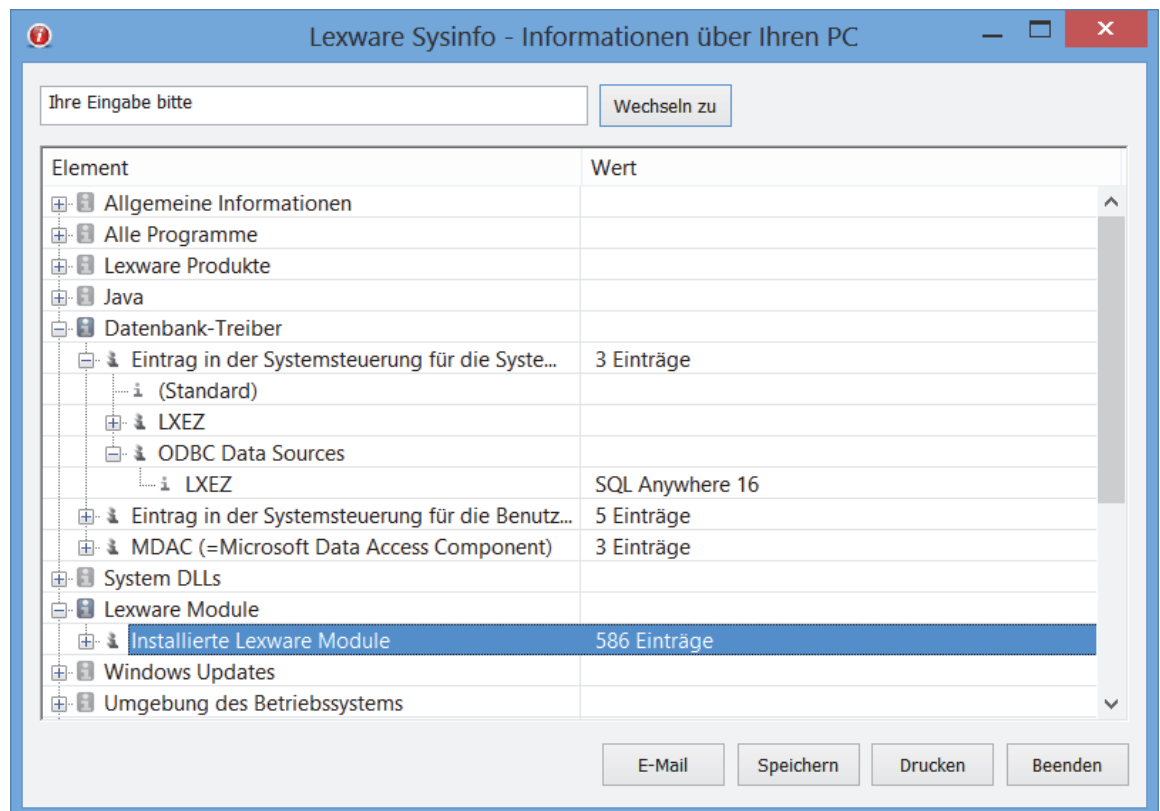 Lexware Sysinfo - Informationen über Ihren PC
Ihre Eingabe bitte
Wechseln zu
Element Wert
Allgemeine Informationen
Alle Programme
Lexware Produkte
Java
Datenbank-Treiber
Eintrag in der Systemsteuerung für die Syste... 3 Einträge
(Standard)
LXEZ
ODBC Data Sources
LXEZ SQL Anywhere 16
Eintrag in der Systemsteuerung für die Benutz... 5 Einträge
MDAC (=Microsoft Data Access Component) 3 Einträge
System DLLs
Lexware Module
Installierte Lexware Module 586 Einträge
Windows Updates
Umgebung des Betriebssystems
E-Mail Speichern Drucken Beenden